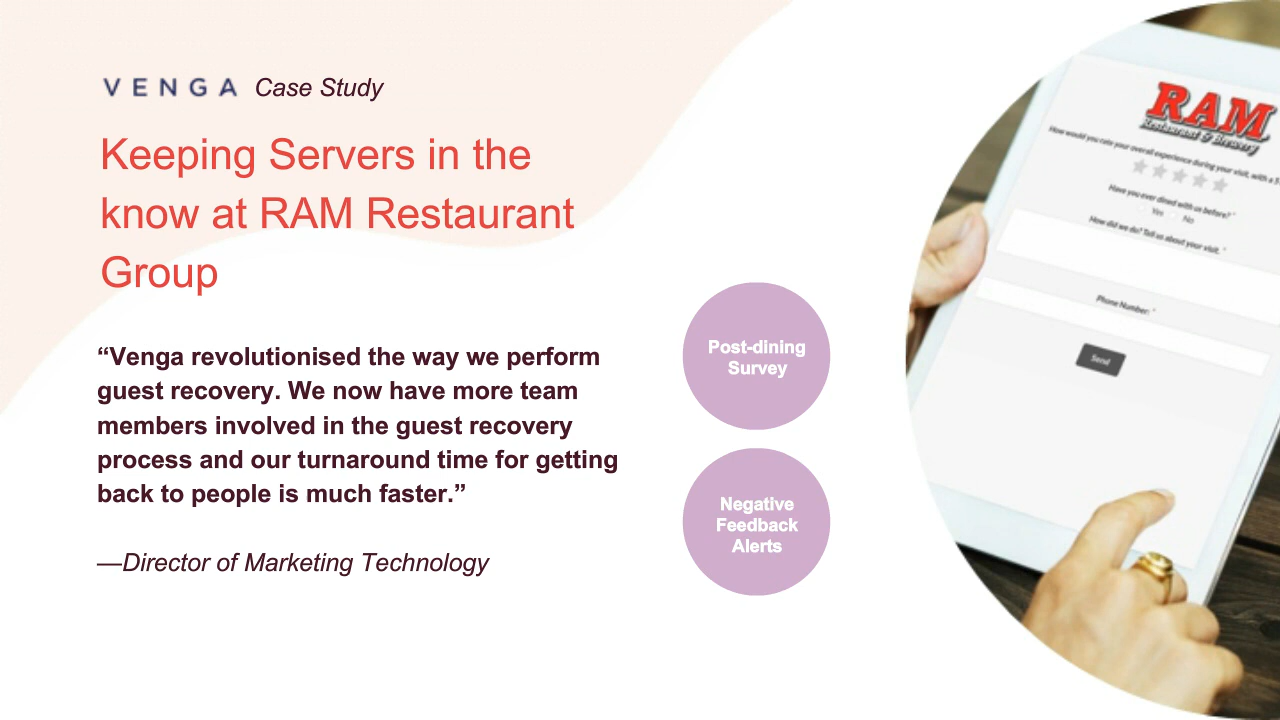 VENGA Case Study
Keeping Servers in the
know at RAM Restaurant
Group
“Venga revolutionised the way we perform
guest recovery. We now have more team
members involved in the guest recovery
process and our turnaround time for getting
back to people is much faster.”
—Director of Marketing Technology
Post-dining
Survey
Negative
Feedback
Alerts
RAM
Restaurant & Brewery
How would you rate your overall experience during your visit, with a
Have you ever dined with us before? *
Yes No
How did we do? Tell us about your visit. *
Phone Number: *
Send